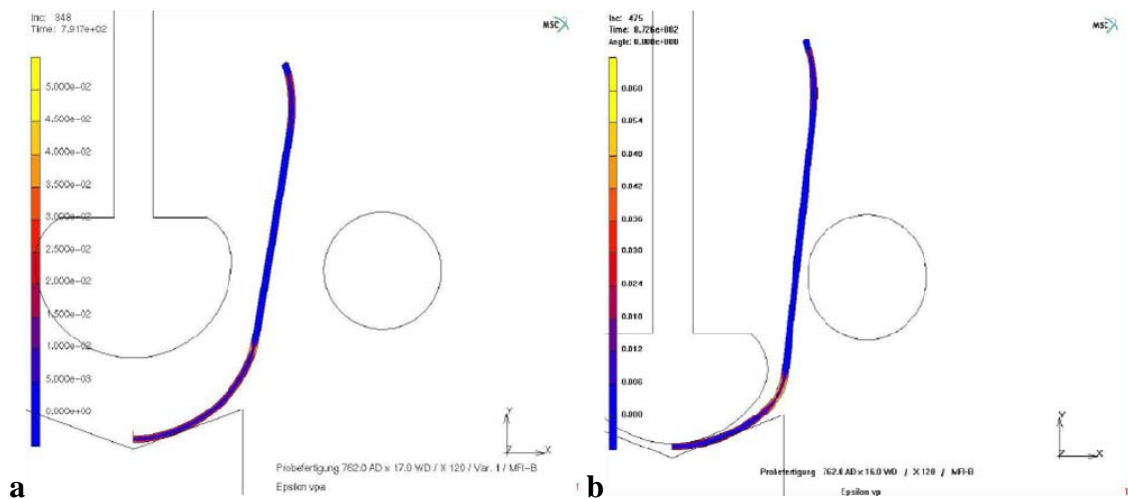 Inc: 348
Time: 7.917e+02
MSC
5.000e-02
4.500e-02
4.000e-02
3.500e-02
3.000e-02
2.500e-02
2.000e-02
1.500e-02
1.000e-02
5.000e-03
0.000e+00
Y
Z X
Probefertigung 762.0 AD x 17.0 WD / X 120 / Var. 1 / MFI-B
Epsilon vpa
1
a
Inc: 475
Time: 8.726e+002
Angle: 0.000e+000
MSC
0.060
0.054
0.048
0.042
0.036
0.030
0.024
0.018
0.012
0.006
0.000
Y
Z X
Probefertigung 762.0 AD x 16.0 WD / X 120 / MFI-B
Epsilon vp
1
b